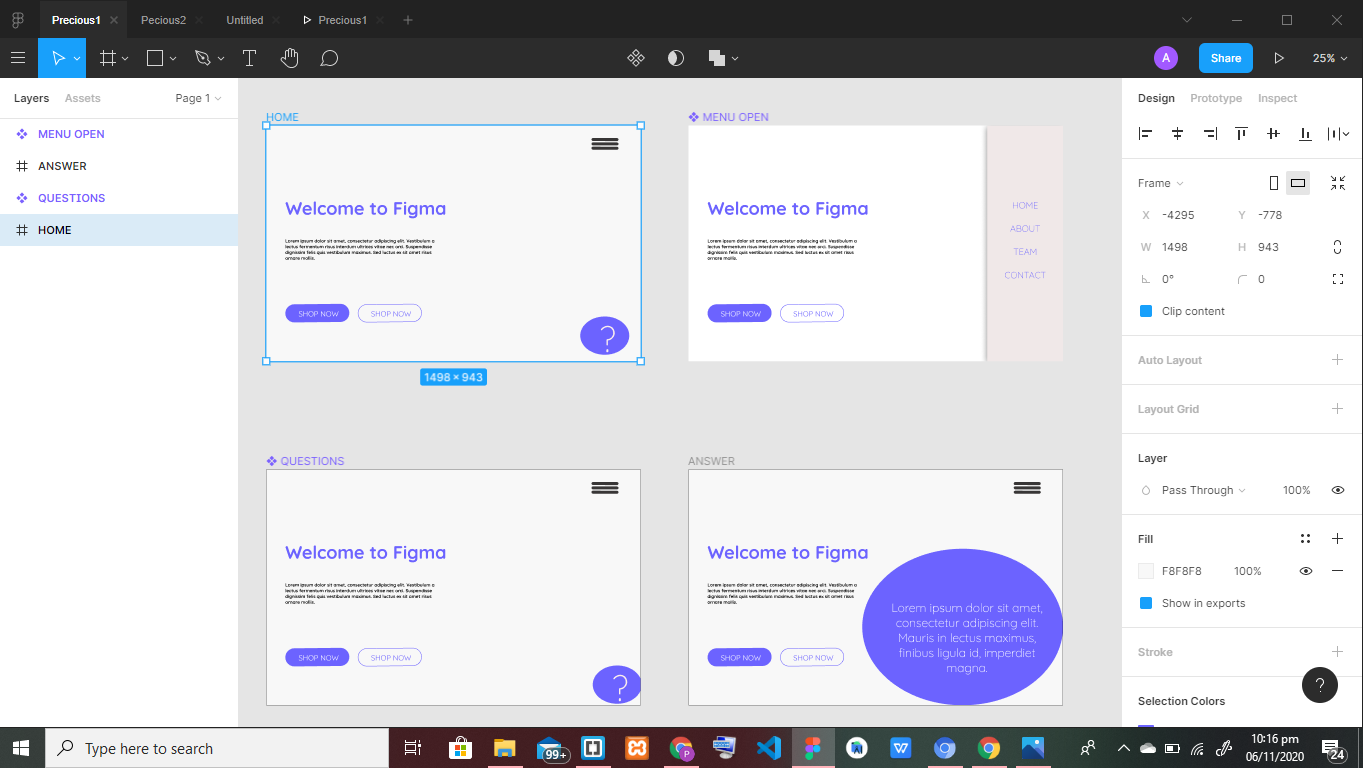 Precious1
Pecious2
Untitled
Precious1
A
Share
25%
Layers
Assets
Page 1
MENU OPEN
ANSWER
QUESTIONS
HOME
HOME
Welcome to Figma
Lorem ipsum dolor sit amet, consectetur adipiscing elit. Vestibulum a
lectus fermentum risus interdum ultrices vitae nec orci. Suspendisse
dignissim felis quis vestibulum maximus. Sed luctus ex sit amet risus
ornare mollis.
SHOP NOW
SHOP NOW
?
1498 × 943
MENU OPEN
Welcome to Figma
Lorem ipsum dolor sit amet, consectetur adipiscing elit. Vestibulum a
lectus fermentum risus interdum ultrices vitae nec orci. Suspendisse
dignissim felis quis vestibulum maximus. Sed luctus ex sit amet risus
ornare mollis.
SHOP NOW
SHOP NOW
HOME
ABOUT
TEAM
CONTACT
QUESTIONS
Welcome to Figma
Lorem ipsum dolor sit amet, consectetur adipiscing elit. Vestibulum a
lectus fermentum risus interdum ultrices vitae nec orci. Suspendisse
dignissim felis quis vestibulum maximus. Sed luctus ex sit amet risus
ornare mollis.
SHOP NOW
SHOP NOW
?
ANSWER
Welcome to Figma
Lorem ipsum dolor sit amet, consectetur adipiscing elit. Vestibulum a
lectus fermentum risus interdum ultrices vitae nec orci. Suspendisse
dignissim felis quis vestibulum maximus. Sed luctus ex sit amet risus
ornare mollis.
SHOP NOW
SHOP NOW
Lorem ipsum dolor sit amet,
consectetur adipiscing elit.
Mauris in lectus maximus,
finibus ligula id, imperdiet
magna.
Design
Prototype
Inspect
Frame
X -4295
Y -778
W 1498
H 943
0°
0
Clip content
Auto Layout
Layout Grid
Layer
Pass Through
100%
Fill
F8F8F8
100%
Show in exports
Stroke
?
Selection Colors
Type here to search
99+
P
10:16 pm
06/11/2020
24